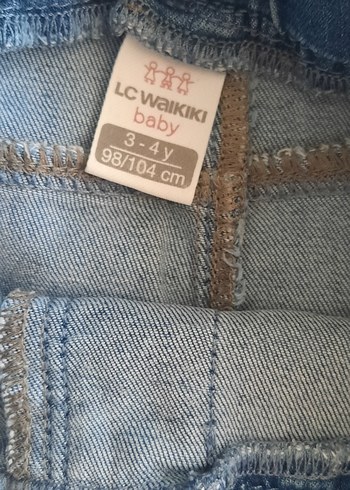 LC WAIKIKI
baby
3 - 4 y
98/104 cm